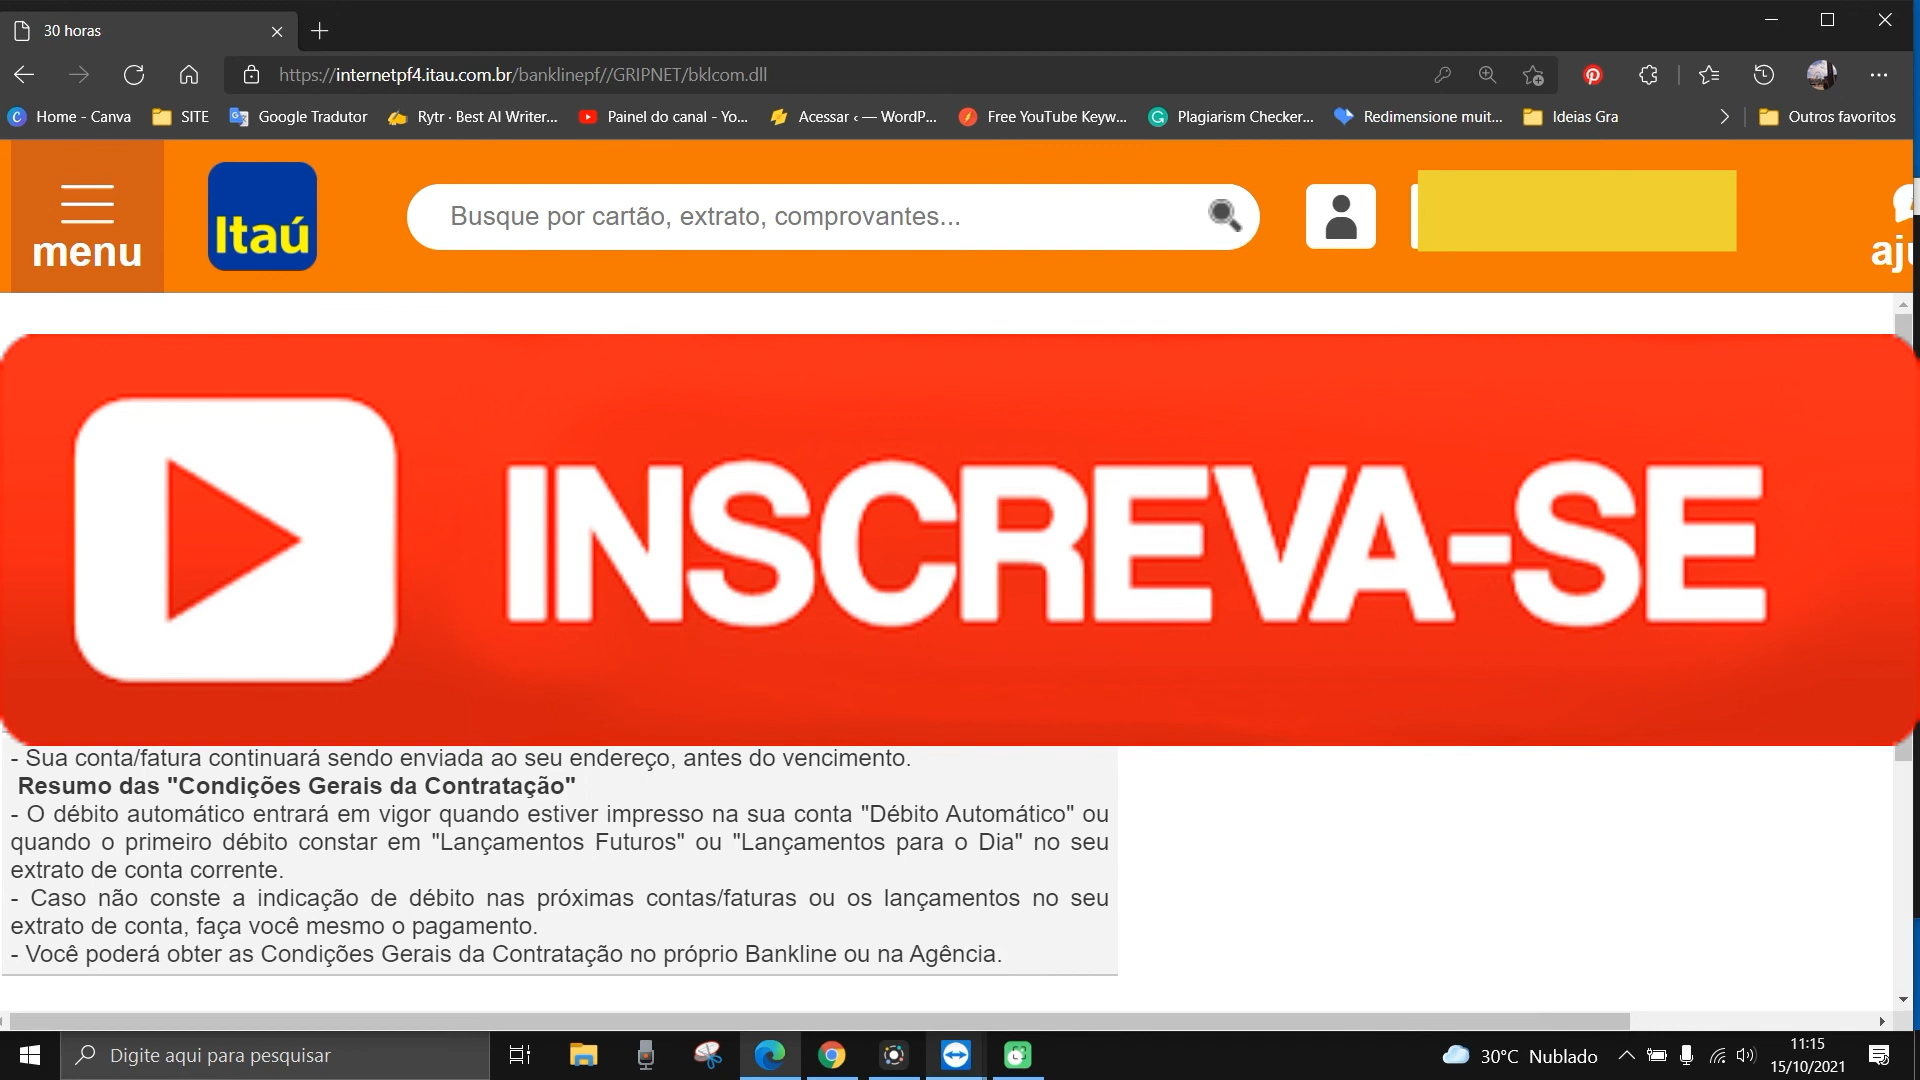 30 horas
https://internetpf4.itau.com.br/banklinepf//GRIPNET/bklcom.dll
Home - Canva
SITE
Google Tradutor
Rytr · Best AI Writer...
Painel do canal - Yo...
Acessar ‹ — WordP...
Free YouTube Keyw...
Plagiarism Checker...
Redimensione muit...
Ideias Gra
Outros favoritos
menu
Itaú
Busque por cartão, extrato, comprovantes...
aju
INSCREVA-SE
- Sua conta/fatura continuará sendo enviada ao seu endereço, antes do vencimento.
Resumo das "Condições Gerais da Contratação"
- O débito automático entrará em vigor quando estiver impresso na sua conta "Débito Automático" ou
quando o primeiro débito constar em "Lançamentos Futuros" ou "Lançamentos para o Dia" no seu
extrato de conta corrente.
- Caso não conste a indicação de débito nas próximas contas/faturas ou os lançamentos no seu
extrato de conta, faça você mesmo o pagamento.
- Você poderá obter as Condições Gerais da Contratação no próprio Bankline ou na Agência.
Digite aqui para pesquisar
30°C Nublado
11:15
15/10/2021